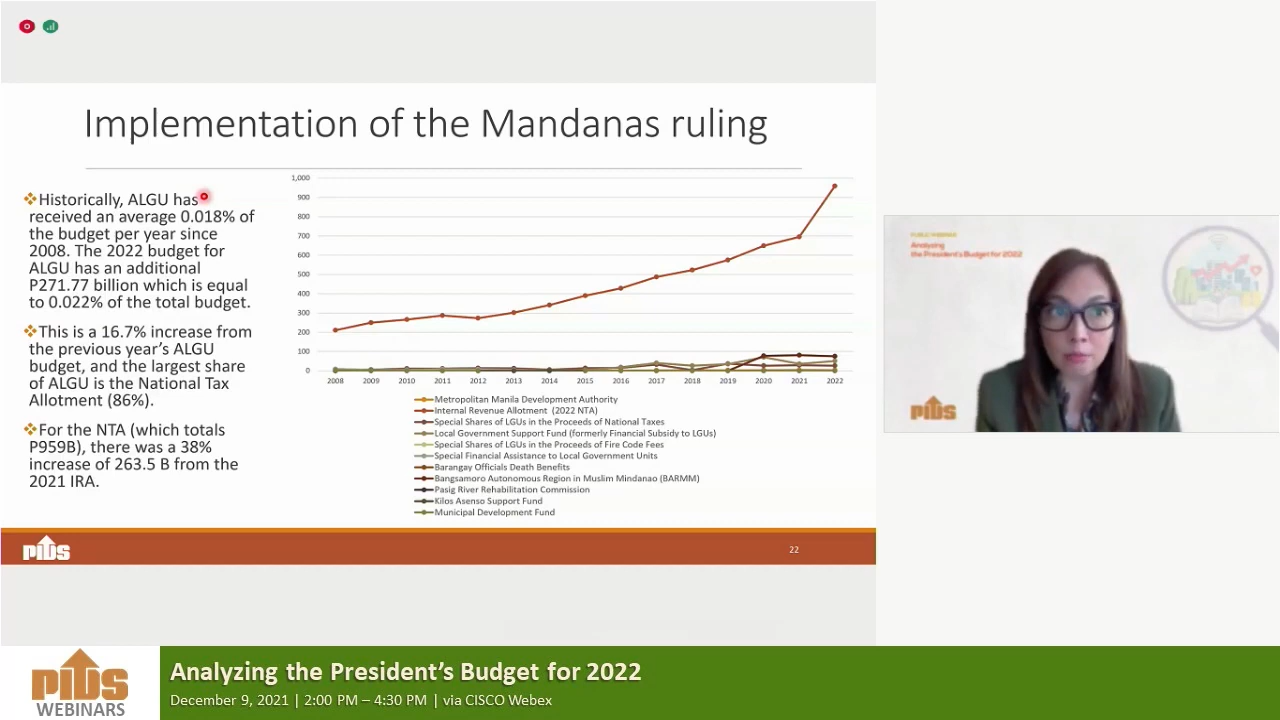 Implementation of the Mandanas ruling
Historically, ALGU has
received an average 0.018% of
the budget per year since
2008. The 2022 budget for
ALGU has an additional
P271.77 billion which is equal
to 0.022% of the total budget.
This is a 16.7% increase from
the previous year's ALGU
budget, and the largest share
of ALGU is the National Tax
Allotment (86%).
For the NTA (which totals
P959B), there was a 38%
increase of 263.5 B from the
2021 IRA.
1,000
900
800
700
600
500
400
300
200
100
0
2008 2009 2010 2011 2012 2013 2014 2015 2016 2017 2018 2019 2020 2021 2022
Metropolitan Manila Development Authority
Internal Revenue Allotment (2022 NTA)
Special Shares of LGUs in the Proceeds of National Taxes
Local Government Support Fund (formerly Financial Subsidy to LGUs)
Special Shares of LGUs in the Proceeds of Fire Code Fees
Special Financial Assistance to Local Government Units
Barangay Officials Death Benefits
Bangsamoro Autonomous Region in Muslim Mindanao (BARMM)
Pasig River Rehabilitation Commission
Kilos Asenso Support Fund
Municipal Development Fund
PIDS
22
PUBLIC WEBINAR
Analyzing
the President's Budget for 2022
PIDS
PIDS
WEBINARS
Analyzing the President's Budget for 2022
December 9, 2021 | 2:00 PM – 4:30 PM | via CISCO Webex